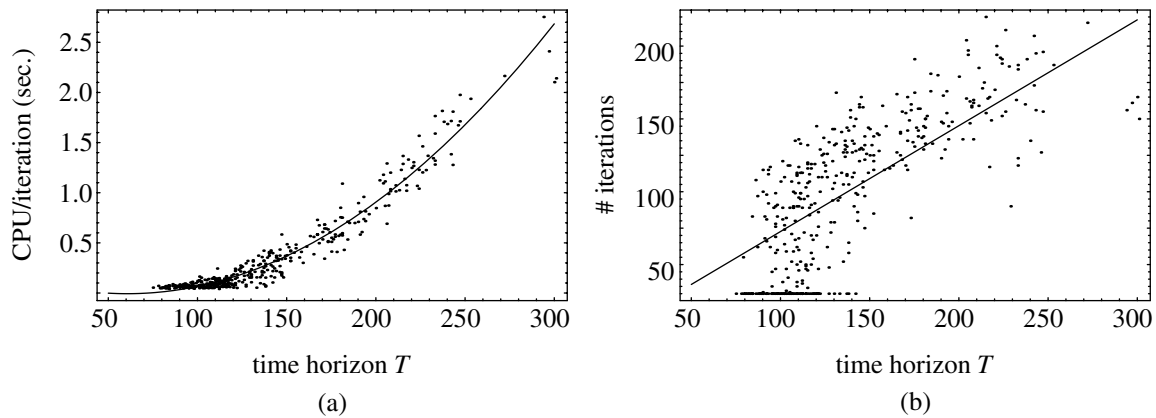 CPU/iteration (sec.)
2.5
2.0
1.5
1.0
0.5
50 100 150 200 250 300
time horizon T
(a)
# iterations
200
150
100
50
50 100 150 200 250 300
time horizon T
(b)